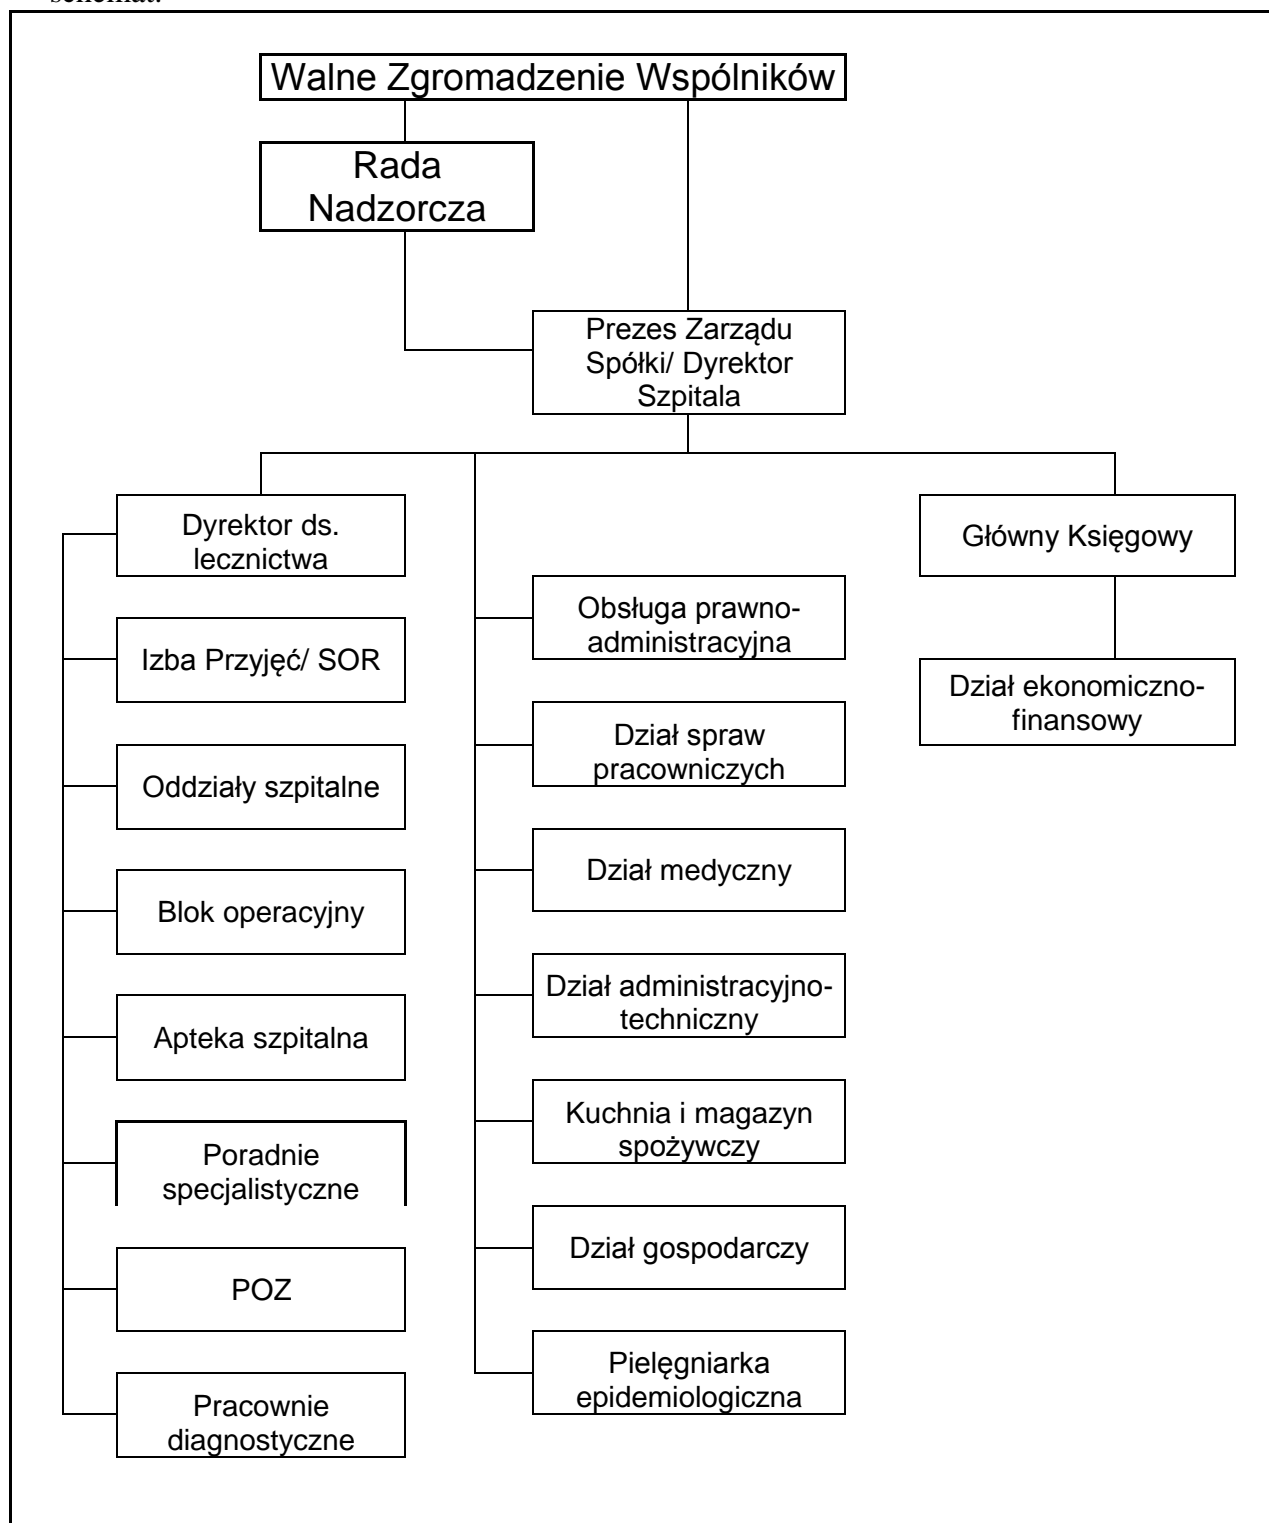 schemat.
Walne Zgromadzenie Wspólników
Rada
Nadzorcza
Prezes Zarządu
Spółki/ Dyrektor
Szpitala
Dyrektor ds.
lecznictwa
Izba Przyjęć/ SOR
Oddziały szpitalne
Blok operacyjny
Apteka szpitalna
Poradnie
specjalistyczne
POZ
Pracownie
diagnostyczne
Obsługa prawno-
administracyjna
Dział spraw
pracowniczych
Dział medyczny
Dział administracyjno-
techniczny
Kuchnia i magazyn
spożywczy
Dział gospodarczy
Pielęgniarka
epidemiologiczna
Główny Księgowy
Dział ekonomiczno-
finansowy